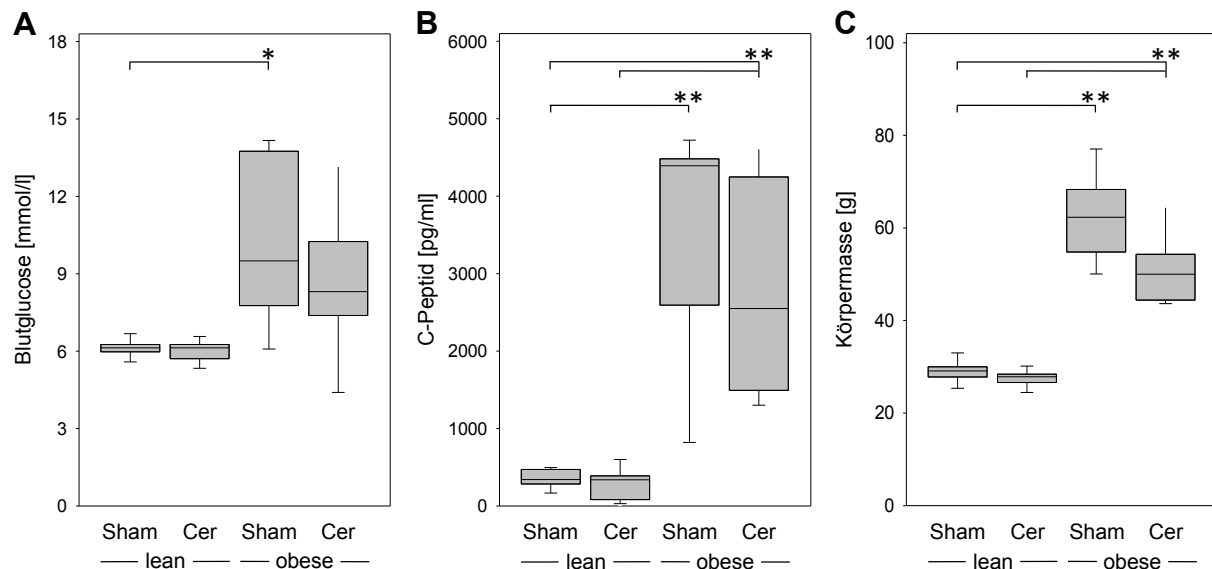 A
Blutglucose [mmol/l]
18
15
12
9
6
3
0
*
Sham Cer Sham Cer
lean obese
B
C-Peptid [pg/ml]
6000
5000
4000
3000
2000
1000
0
**
**
Sham Cer Sham Cer
lean obese
C
Körpermasse [g]
100
80
60
40
20
0
**
**
Sham Cer Sham Cer
lean obese